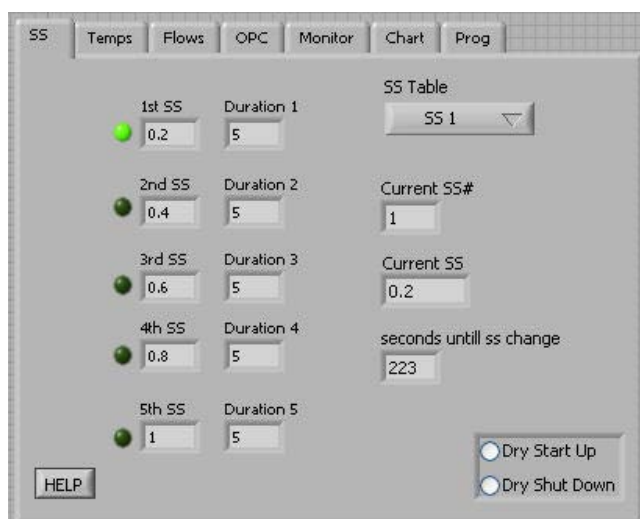 SS Temps Flows OPC Monitor Chart Prog
SS Table
SS 1
1st SS Duration 1
0.2 5
2nd SS Duration 2
0.4 5
Current SS#
1
3rd SS Duration 3
0.6 5
Current SS
0.2
4th SS Duration 4
0.8 5
seconds untill ss change
223
5th SS Duration 5
1 5
Dry Start Up
Dry Shut Down
HELP